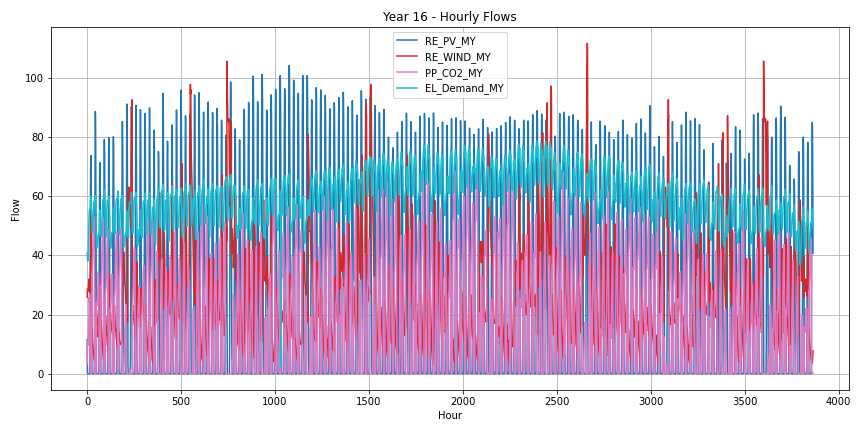 Year 16 - Hourly Flows
RE_PV_MY
RE_WIND_MY
PP_CO2_MY
EL_Demand_MY
Flow
100
80
60
40
20
0
0 500 1000 1500 2000 2500 3000 3500 4000
Hour